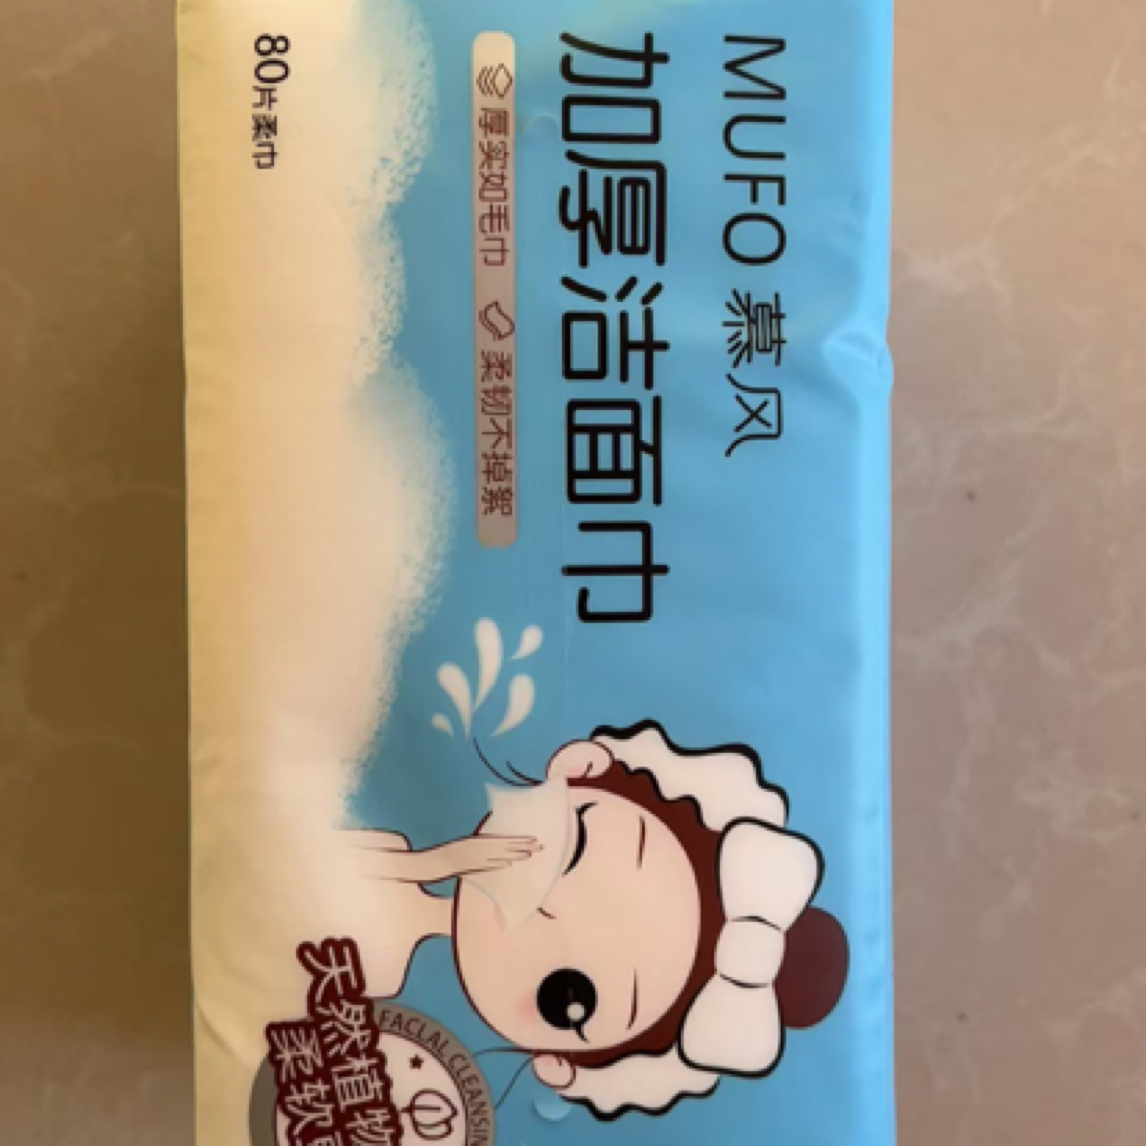 MUFO 慕风
加厚洁面巾
厚实如毛巾 柔韧不掉絮
80片柔巾
FACLAL CLEANSIN
天然植物
柔软